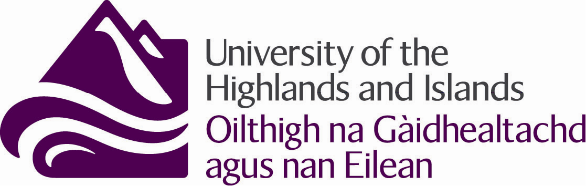 University of the
Highlands and Islands
Oilthigh na Gàidhealtachd
agus nan Eilean